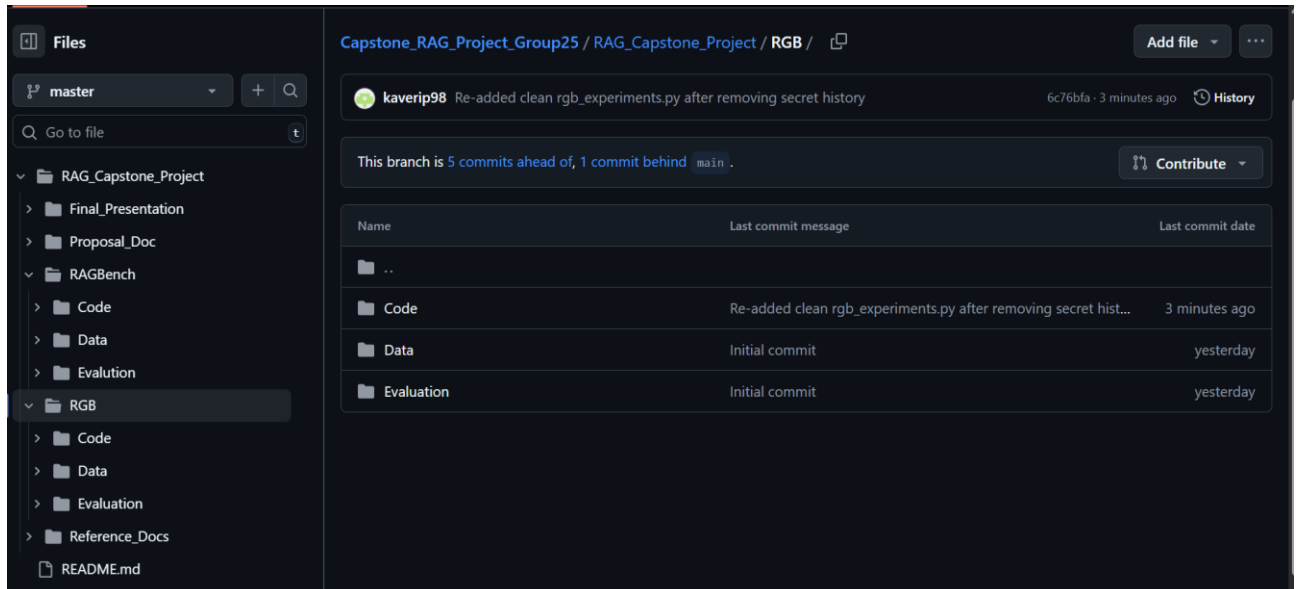 Files
master
Go to file
t
RAG_Capstone_Project
Final_Presentation
Proposal_Doc
RAGBench
Code
Data
Evalution
RGB
Code
Data
Evaluation
Reference_Docs
README.md
Capstone_RAG_Project_Group25 / RAG_Capstone_Project / RGB /
Add file
kaverip98 Re-added clean rgb_experiments.py after removing secret history
6c76bfa · 3 minutes ago History
This branch is 5 commits ahead of, 1 commit behind main .
Contribute
Name Last commit message Last commit date
..
Code Re-added clean rgb_experiments.py after removing secret hist... 3 minutes ago
Data Initial commit yesterday
Evaluation Initial commit yesterday